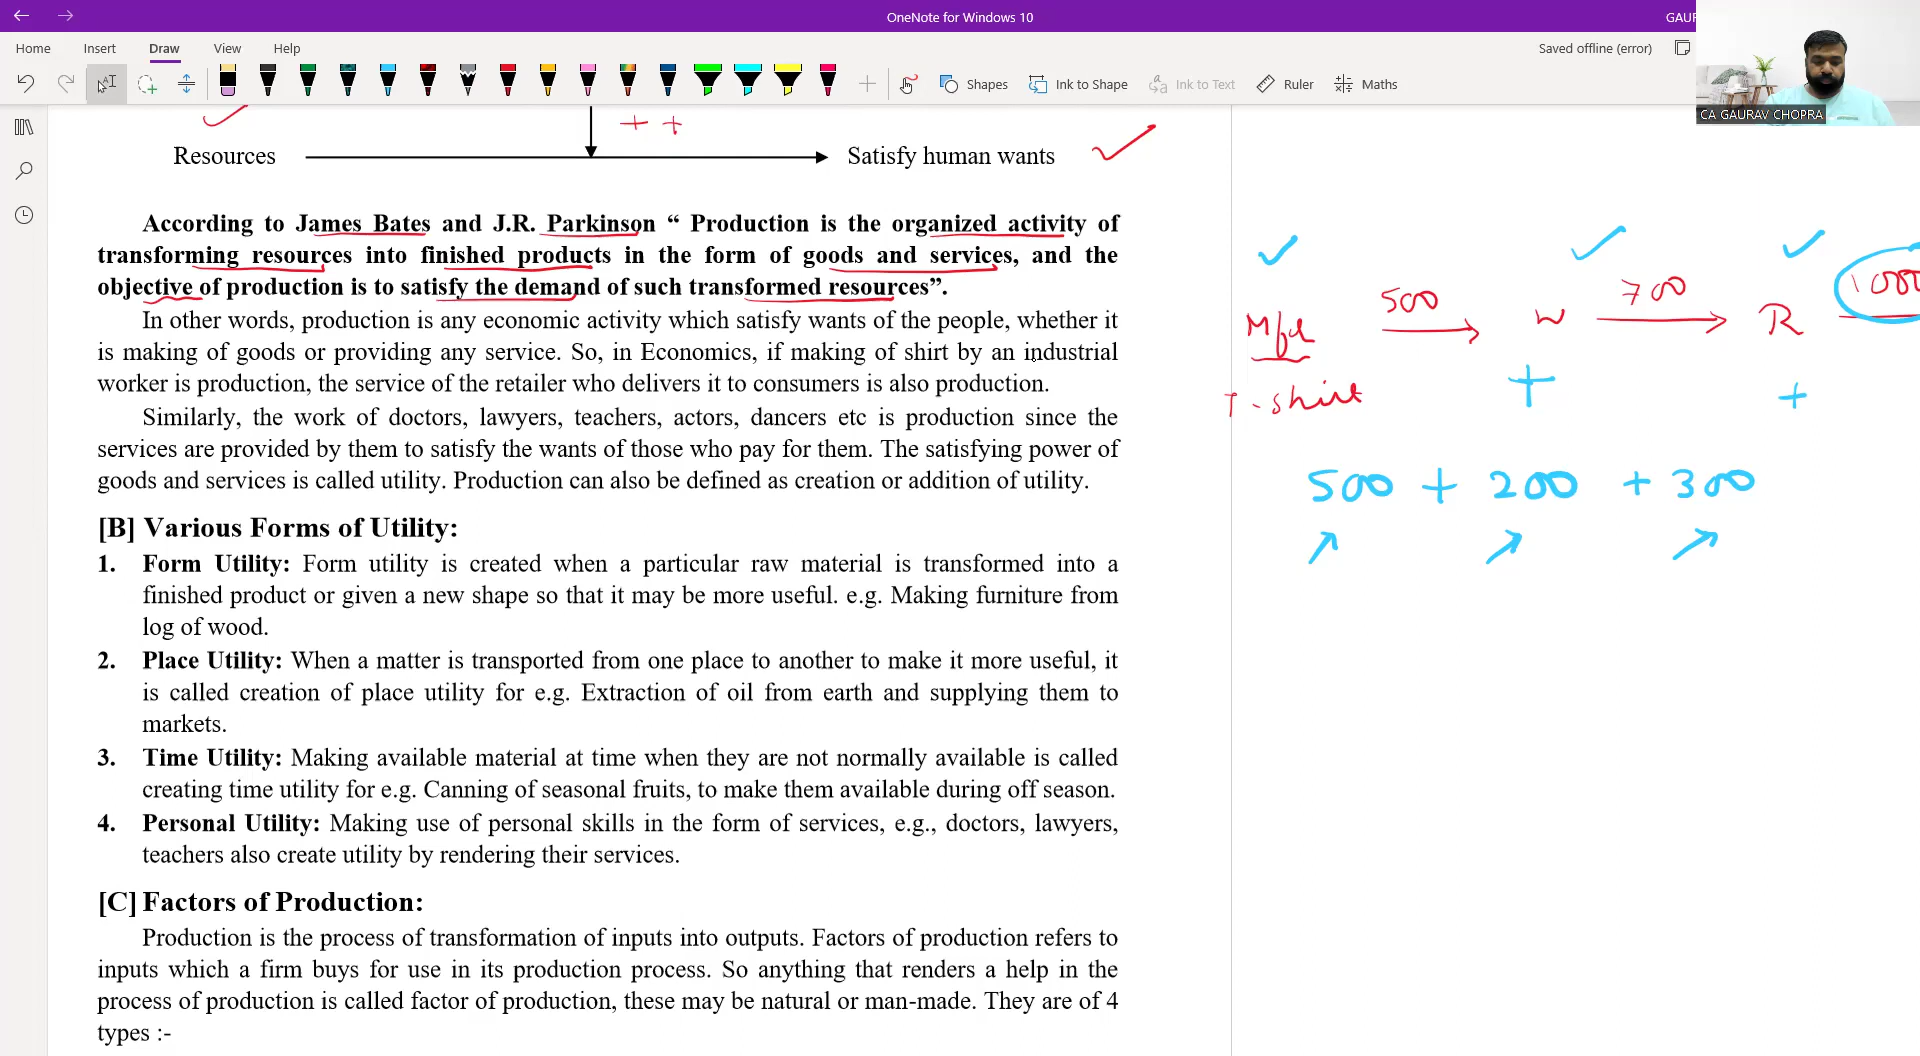 OneNote for Windows 10
GAUR
Home Insert Draw View Help
Saved offline (error)
Shapes Ink to Shape Ink to Text Ruler Maths
CA GAURAV CHOPRA
+ +
Resources Satisfy human wants
According to James Bates and J.R. Parkinson “ Production is the organized activity of
transforming resources into finished products in the form of goods and services, and the
objective of production is to satisfy the demand of such transformed resources”.
In other words, production is any economic activity which satisfy wants of the people, whether it
is making of goods or providing any service. So, in Economics, if making of shirt by an industrial
worker is production, the service of the retailer who delivers it to consumers is also production.
Similarly, the work of doctors, lawyers, teachers, actors, dancers etc is production since the
services are provided by them to satisfy the wants of those who pay for them. The satisfying power of
goods and services is called utility. Production can also be defined as creation or addition of utility.
[B] Various Forms of Utility:
1. Form Utility: Form utility is created when a particular raw material is transformed into a
finished product or given a new shape so that it may be more useful. e.g. Making furniture from
log of wood.
2. Place Utility: When a matter is transported from one place to another to make it more useful, it
is called creation of place utility for e.g. Extraction of oil from earth and supplying them to
markets.
3. Time Utility: Making available material at time when they are not normally available is called
creating time utility for e.g. Canning of seasonal fruits, to make them available during off season.
4. Personal Utility: Making use of personal skills in the form of services, e.g., doctors, lawyers,
teachers also create utility by rendering their services.
[C] Factors of Production:
Production is the process of transformation of inputs into outputs. Factors of production refers to
inputs which a firm buys for use in its production process. So anything that renders a help in the
process of production is called factor of production, these may be natural or man-made. They are of 4
types :-
500 700 1000
W R
T-shirt + +
500 + 200 + 300